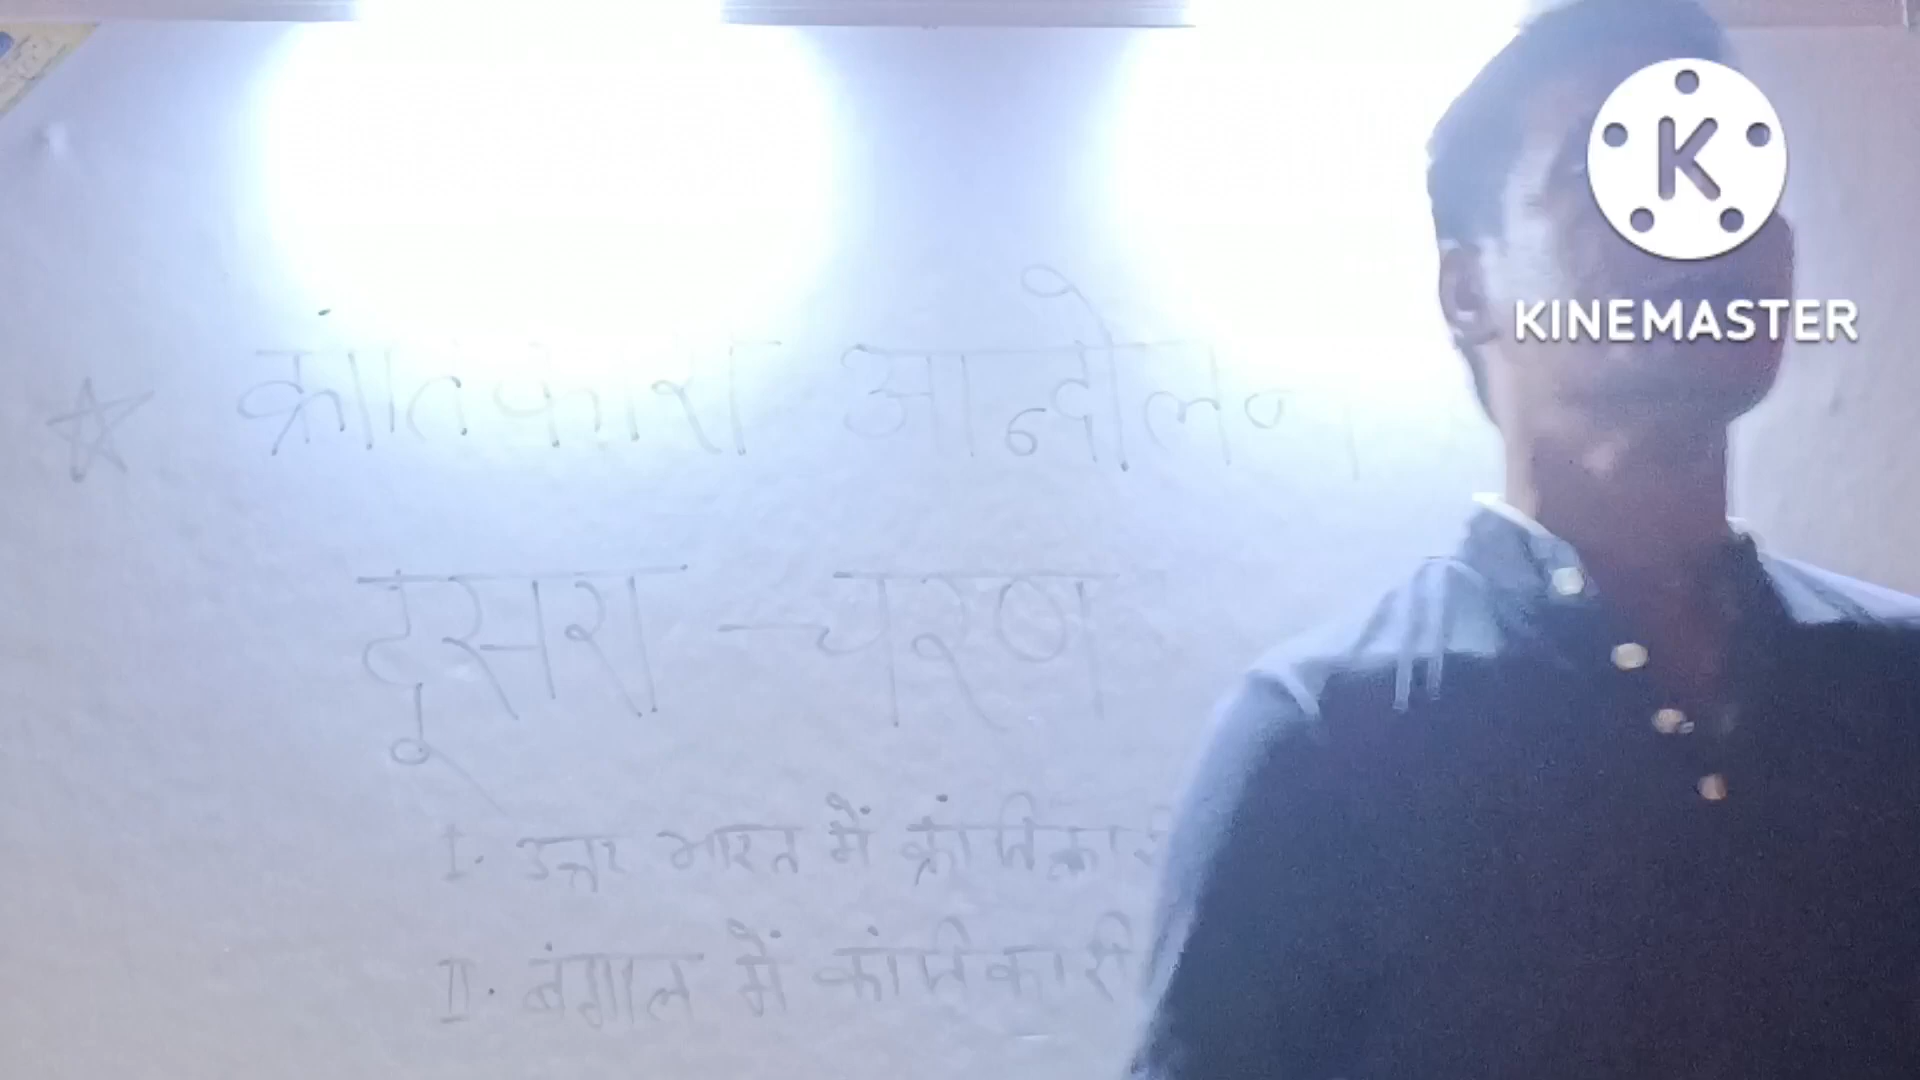 क्रांतिकारी आन्दोलन
दूसरा चरण
I. उत्तर भारत में क्रांतिकारी
II. बंगाल में क्रांतिकारी
KINEMASTER